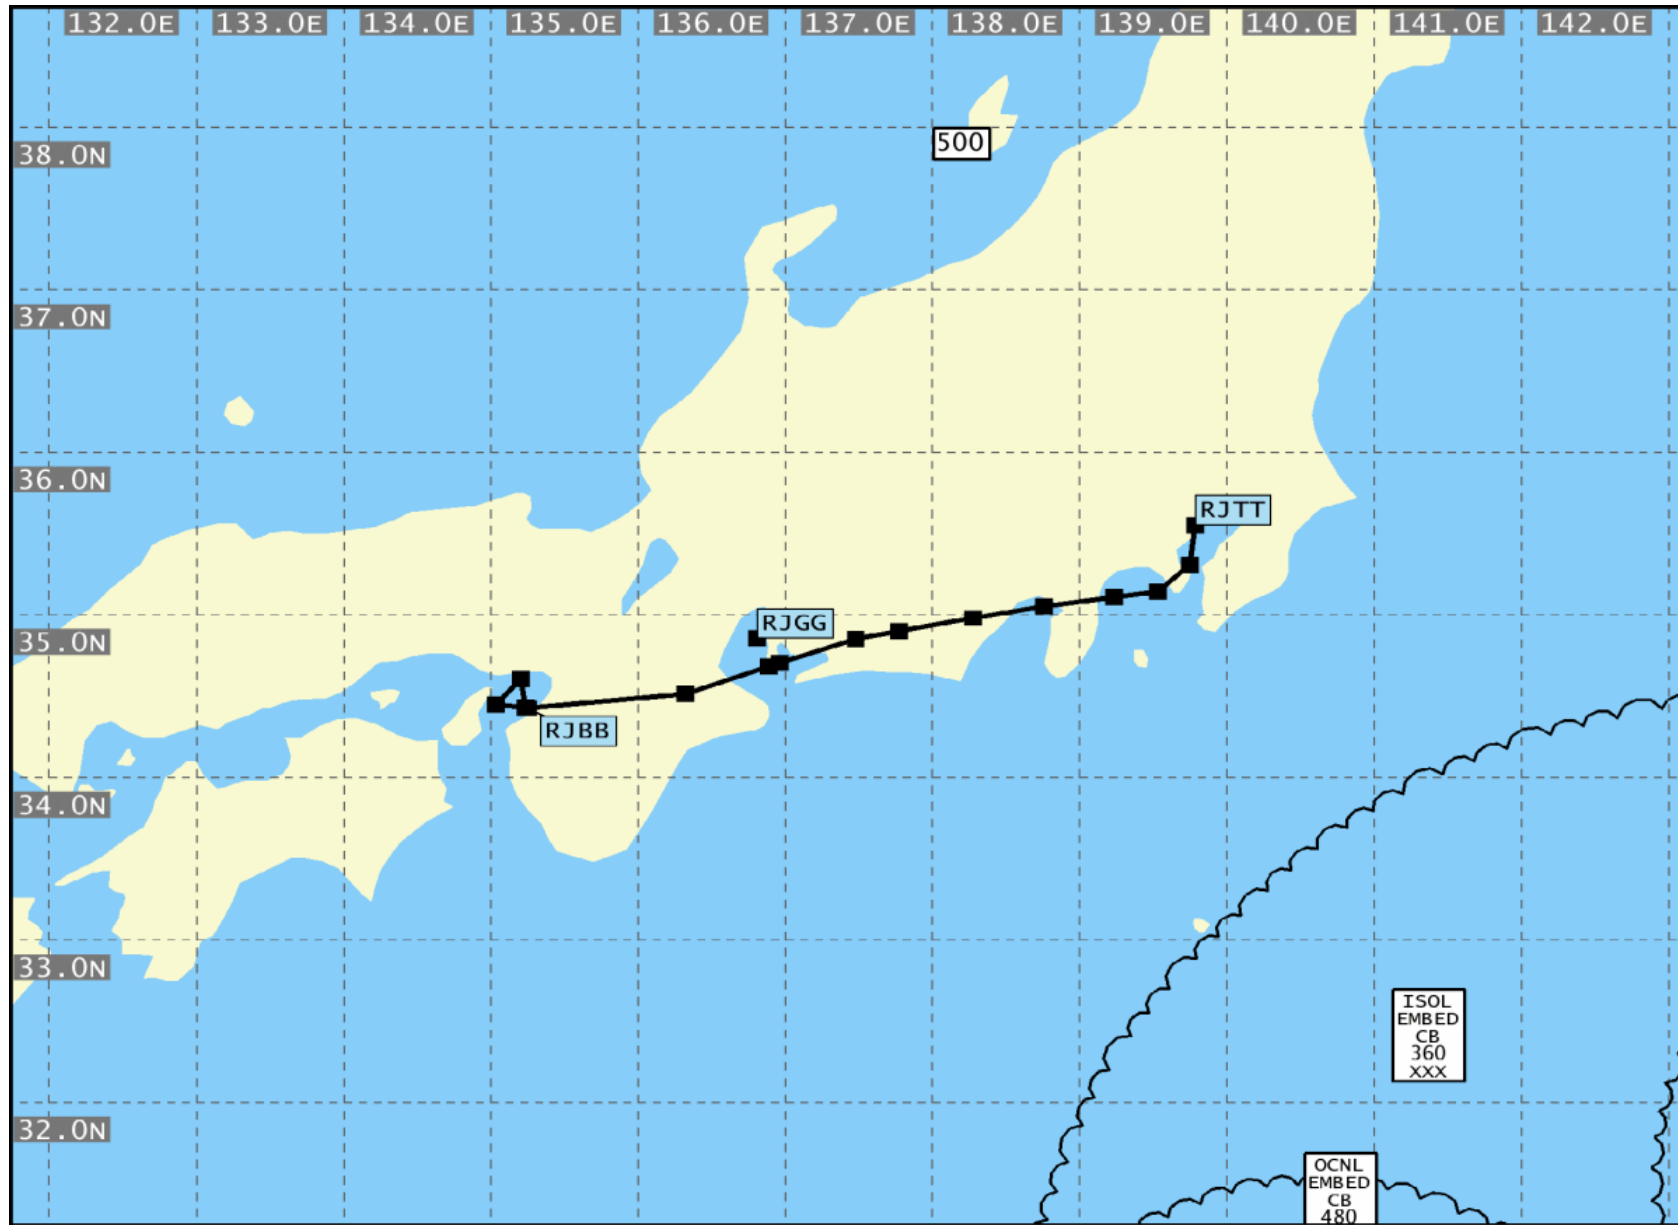 132.0E 133.0E 134.0E 135.0E 136.0E 137.0E 138.0E 139.0E 140.0E 141.0E 142.0E
38.0N
500
37.0N
36.0N
RJTT
35.0N
RJGG
RJBB
34.0N
33.0N
ISOL
EMBED
CB
360
XXX
32.0N
OCNL
EMBED
CB
480